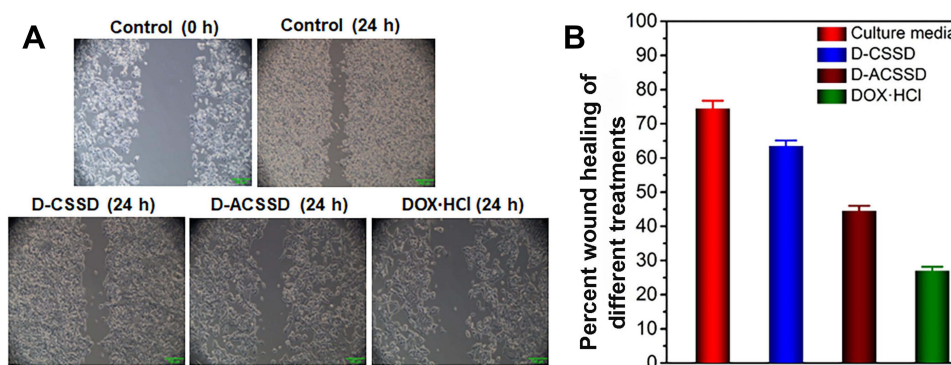 A
Control (0 h)
Control (24 h)
D-CSSD (24 h)
D-ACSSD (24 h)
DOX·HCl (24 h)
B
Percent wound healing of
different treatments
100
90
80
70
60
50
40
30
20
10
0
Culture media
D-CSSD
D-ACSSD
DOX·HCl